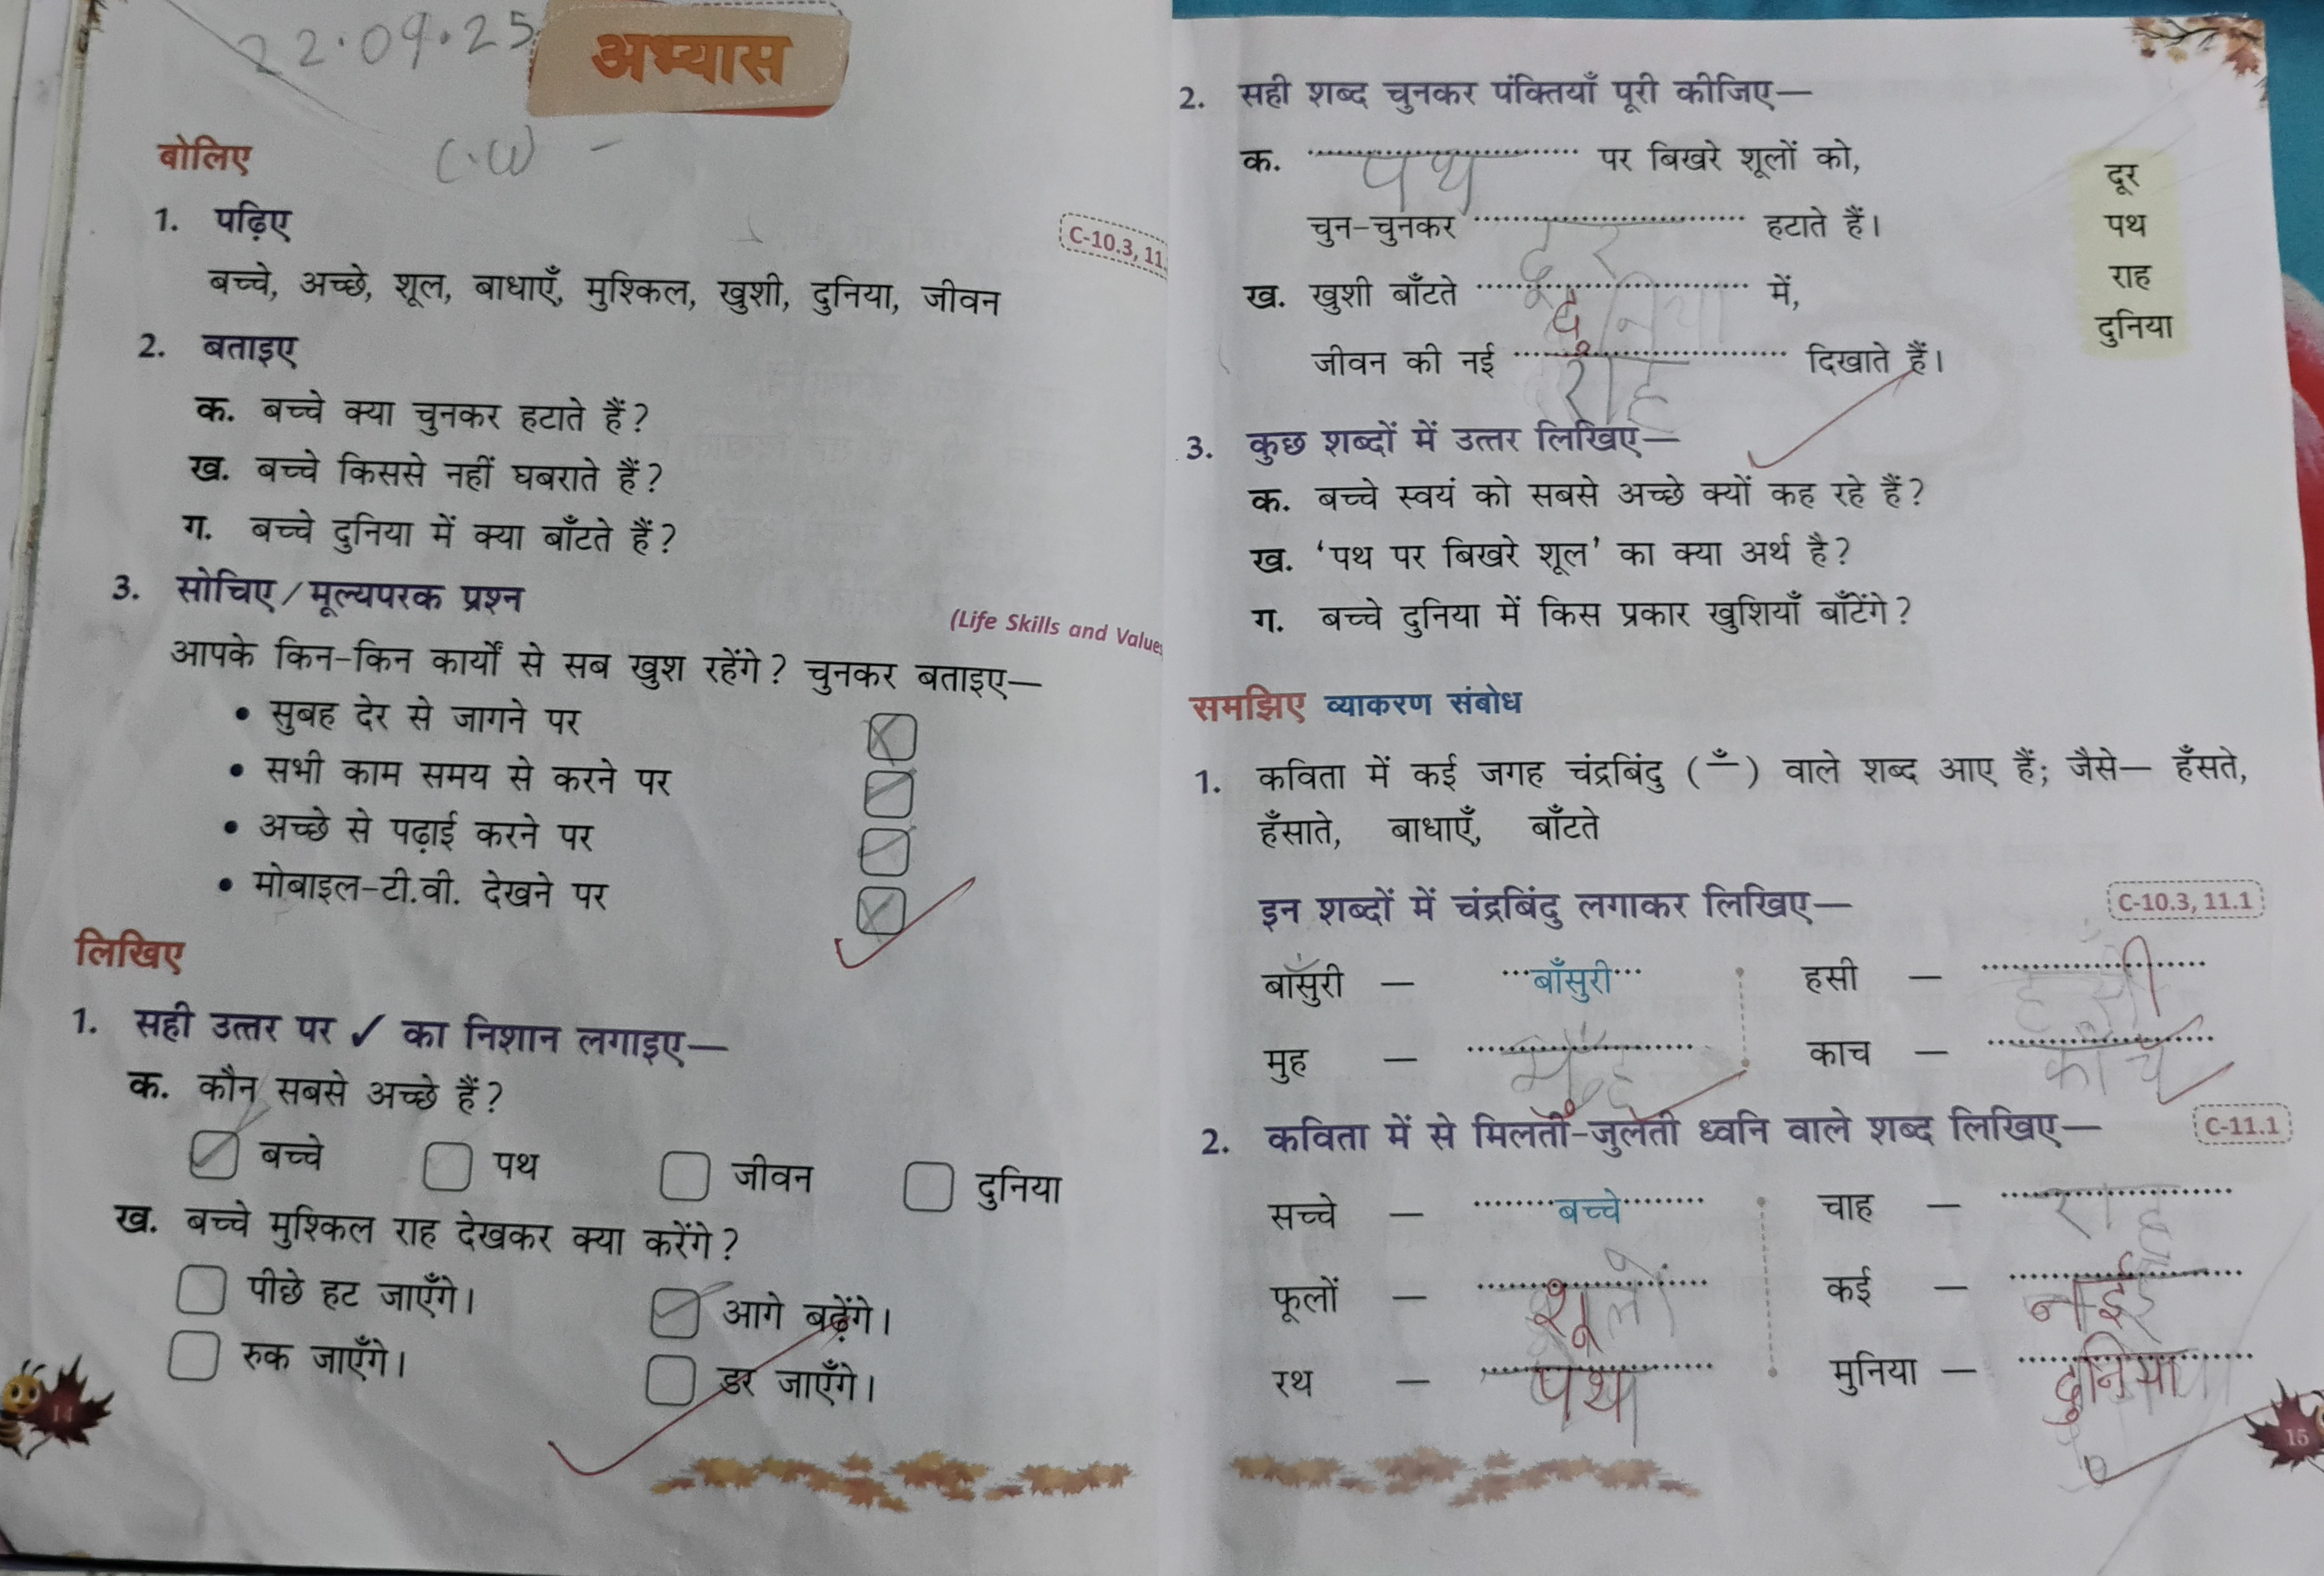 22.09.25
अभ्यास
C.W -
बोलिए
1. पढ़िए
C-10.3, 11.
बच्चे, अच्छे, शूल, बाधाएँ, मुश्किल, खुशी, दुनिया, जीवन
2. बताइए
क. बच्चे क्या चुनकर हटाते हैं?
ख. बच्चे किससे नहीं घबराते हैं?
ग. बच्चे दुनिया में क्या बाँटते हैं?
3. सोचिए/मूल्यपरक प्रश्न
(Life Skills and Values
आपके किन-किन कार्यों से सब खुश रहेंगे? चुनकर बताइए—
• सुबह देर से जागने पर ✗
• सभी काम समय से करने पर ✓
• अच्छे से पढ़ाई करने पर ✓
• मोबाइल-टी.वी. देखने पर ✗
लिखिए
1. सही उत्तर पर ✓ का निशान लगाइए—
क. कौन सबसे अच्छे हैं?
✓ बच्चे पथ जीवन दुनिया
ख. बच्चे मुश्किल राह देखकर क्या करेंगे?
पीछे हट जाएँगे। ✓ आगे बढ़ेंगे।
रुक जाएँगे। डर जाएँगे।
14
2. सही शब्द चुनकर पंक्तियाँ पूरी कीजिए—
क. पथ पर बिखरे शूलों को,
चुन-चुनकर दूर हटाते हैं।
ख. खुशी बाँटते दुनिया में,
जीवन की नई राह दिखाते हैं।
दूर
पथ
राह
दुनिया
3. कुछ शब्दों में उत्तर लिखिए—
क. बच्चे स्वयं को सबसे अच्छे क्यों कह रहे हैं?
ख. ‘पथ पर बिखरे शूल’ का क्या अर्थ है?
ग. बच्चे दुनिया में किस प्रकार खुशियाँ बाँटेंगे?
समझिए व्याकरण संबोध
1. कविता में कई जगह चंद्रबिंदु ( ँ ) वाले शब्द आए हैं; जैसे— हँसते,
हँसाते, बाधाएँ, बाँटते
इन शब्दों में चंद्रबिंदु लगाकर लिखिए—
C-10.3, 11.1
बाँसुरी — बाँसुरी हसी — हँसी
मुह — मुँह काच — काँच
2. कविता में से मिलती-जुलती ध्वनि वाले शब्द लिखिए—
C-11.1
सच्चे — बच्चे चाह — राह
फूलों — शूलों कई — नई
रथ — पथ मुनिया — दुनिया
15